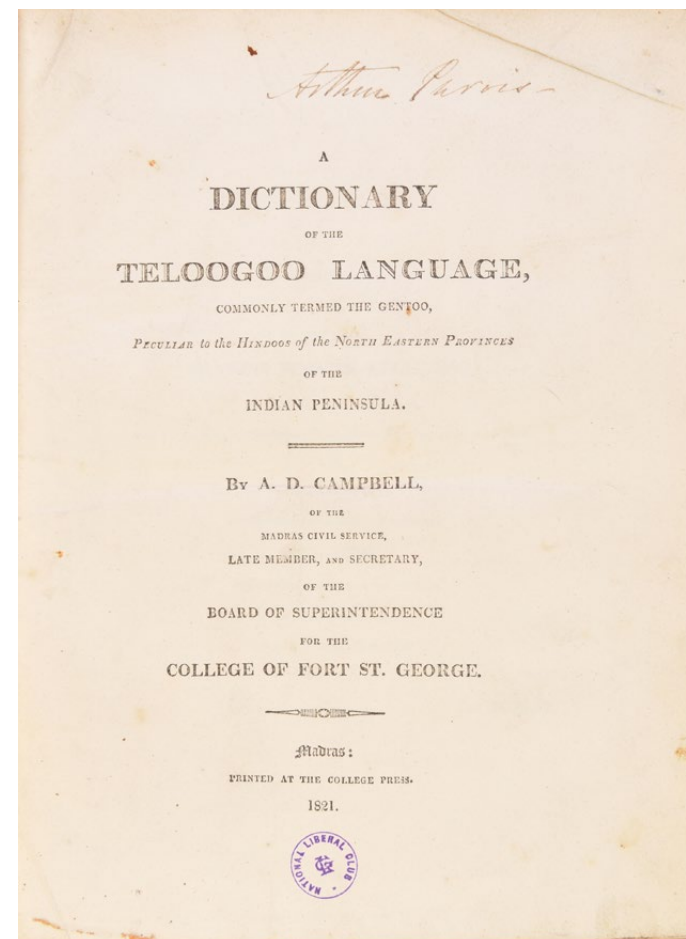 Arthur Purvis
A
DICTIONARY
OF THE
TELOOGOO LANGUAGE,
COMMONLY TERMED THE GENTOO,
PECULIAR to the HINDOOS of the NORTH EASTERN PROVINCES
OF THE
INDIAN PENINSULA.
By A. D. CAMPBELL,
OF THE
MADRAS CIVIL SERVICE,
LATE MEMBER, AND SECRETARY,
OF THE
BOARD OF SUPERINTENDENCE
FOR THE
COLLEGE OF FORT ST. GEORGE.
Madras:
PRINTED AT THE COLLEGE PRESS.
1821.
NATIONAL LIBERAL CLUB